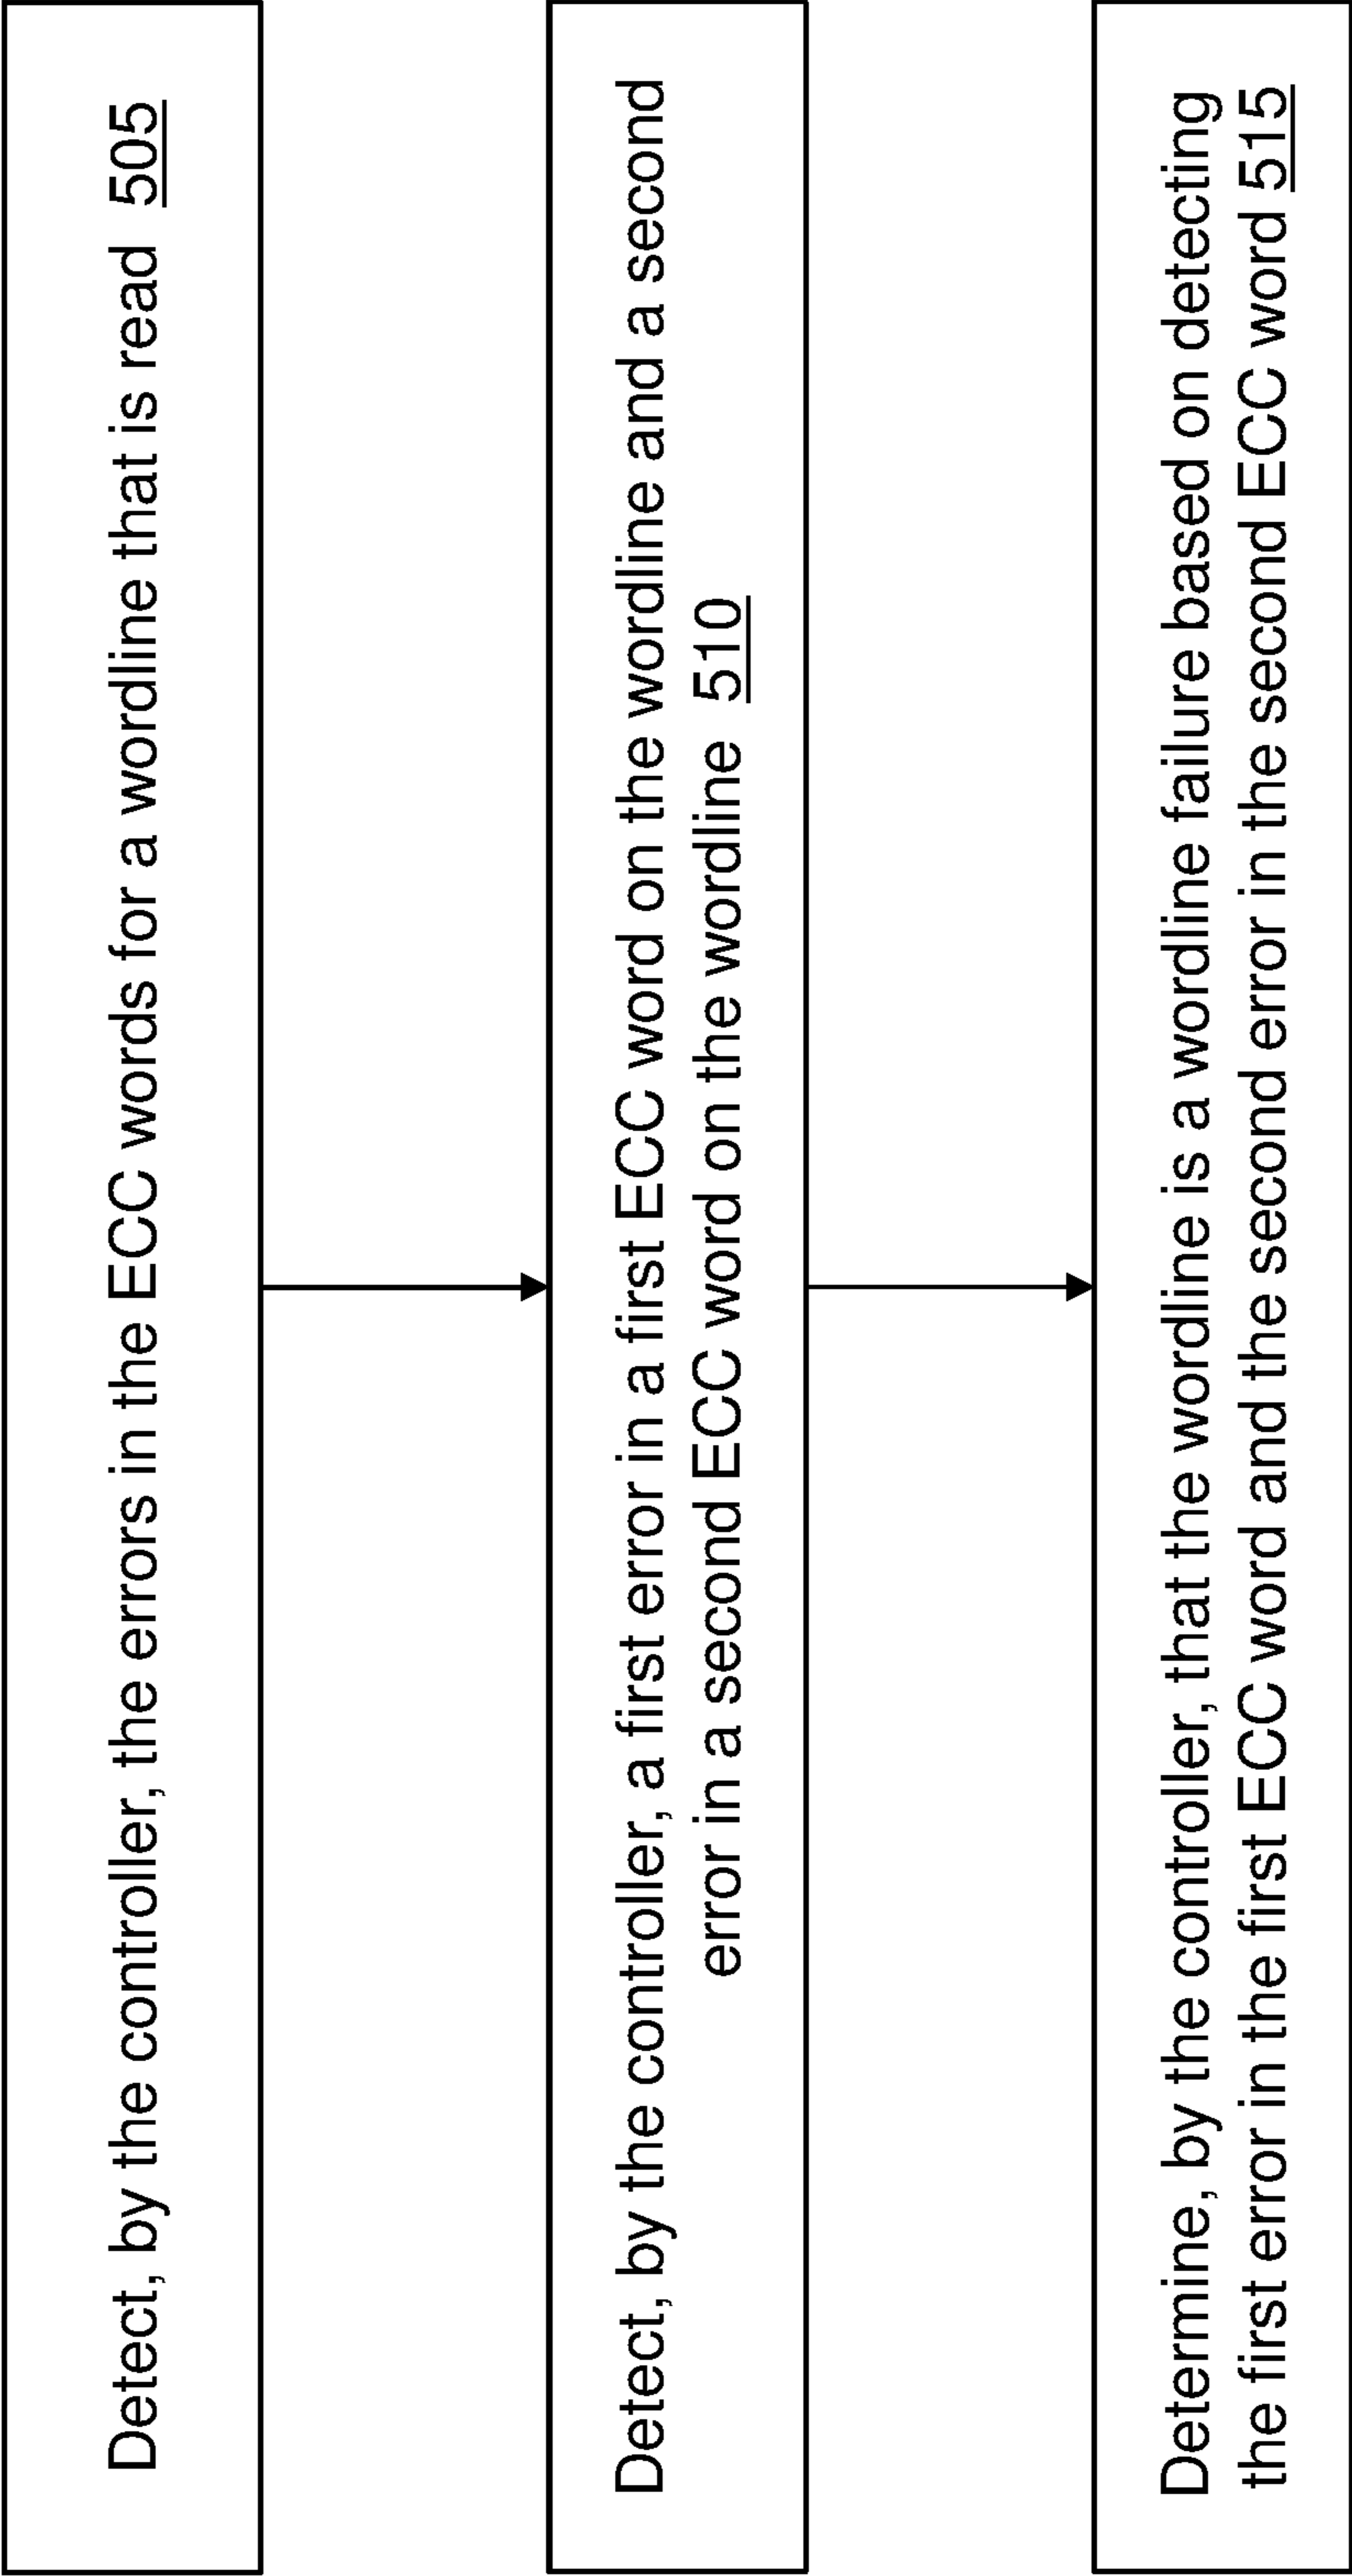 Detect, by the controller, the errors in the ECC words for a wordline that is read 505
Detect, by the controller, a first error in a first ECC word on the wordline and a second
error in a second ECC word on the wordline 510
Determine, by the controller, that the wordline is a wordline failure based on detecting
the first error in the first ECC word and the second error in the second ECC word 515